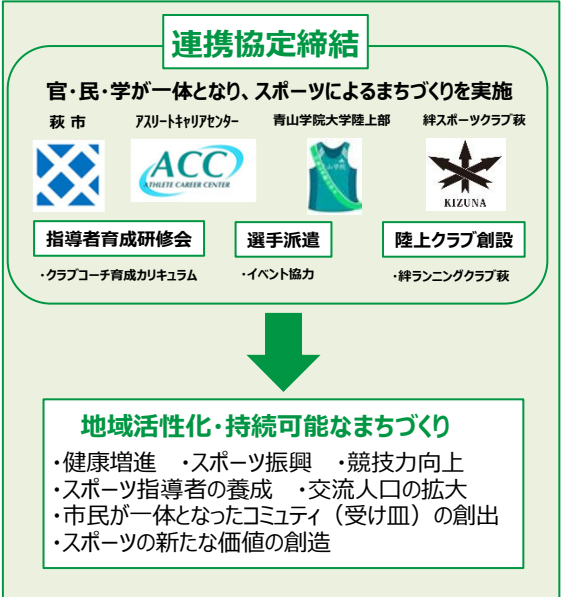 連携協定締結
官・民・学が一体となり、スポーツによるまちづくりを実施
萩市 アスリートキャリアセンター 青山学院大学陸上部 絆スポーツクラブ萩
ACC
ATHLETE CAREER CENTER
KIZUNA
指導者育成研修会 選手派遣 陸上クラブ創設
・クラブコーチ育成カリキュラム ・イベント協力 ・絆ランニングクラブ萩
地域活性化・持続可能なまちづくり
・健康増進 ・スポーツ振興 ・競技力向上
・スポーツ指導者の養成 ・交流人口の拡大
・市民が一体となったコミュティ（受け皿）の創出
・スポーツの新たな価値の創造